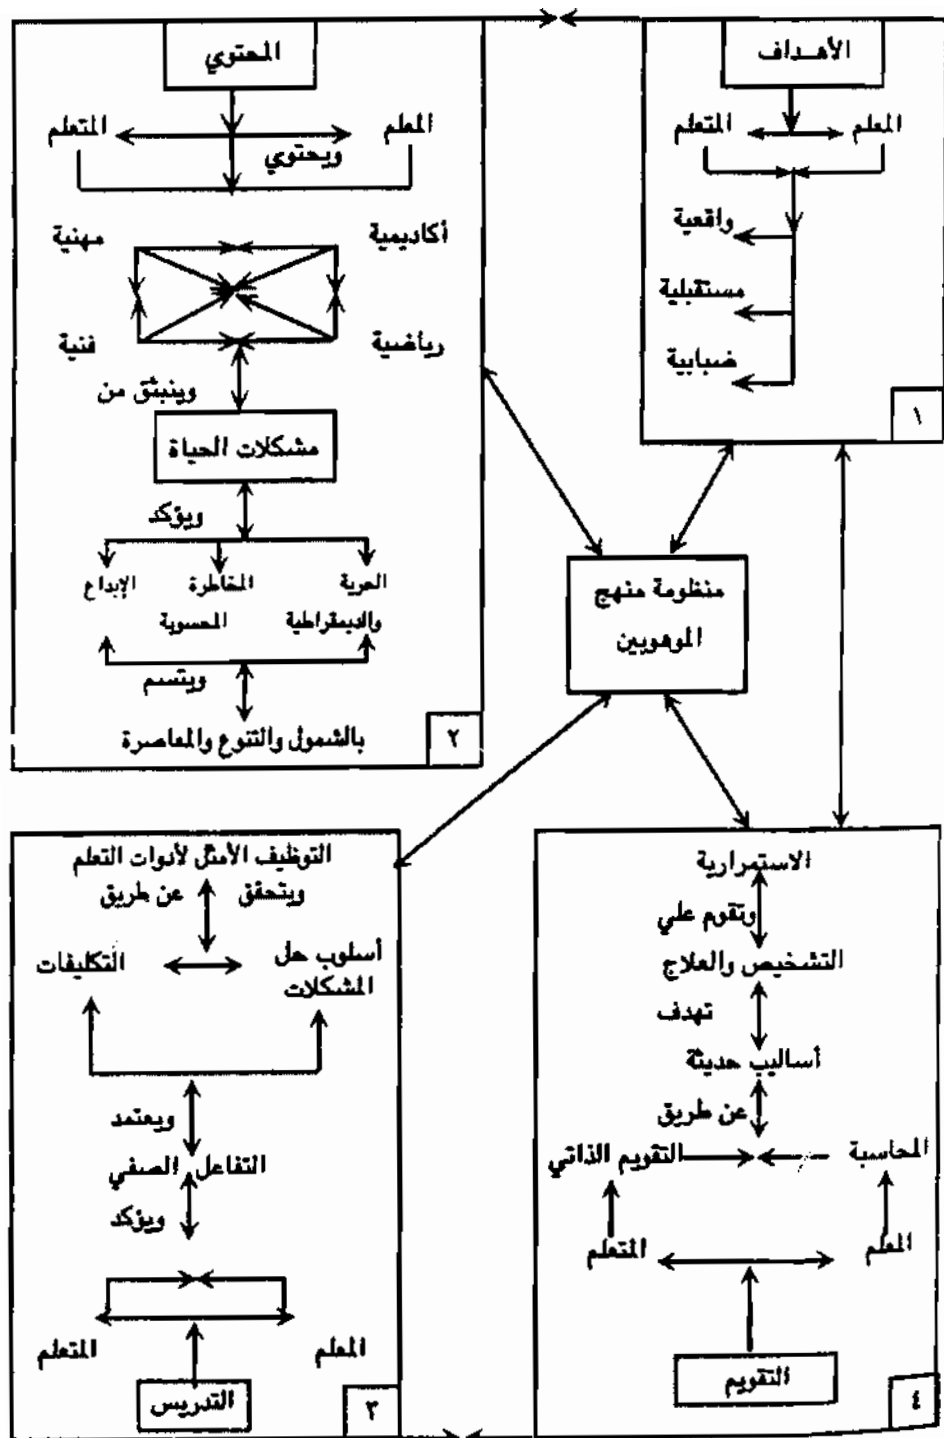 الأهداف
المعلم
المتعلم
واقعية
مستقبلية
ضبابية
١
المحتوي
المعلم
المتعلم
ويحتوي
أكاديمية
مهنية
رياضية
فنية
وينبثق من
مشكلات الحياة
ويؤكد
الحرية
المخاطرة
الإبداع
والديمقراطية
المحسوبة
ويتسم
بالشمول والتنوع والمعاصرة
٢
منظومة منهج
الموهوبين
التوظيف الأمثل لأدوات التعلم
ويتحقق
عن طريق
أسلوب حل
المشكلات
التكليفات
ويعتمد
التفاعل الصفي
ويؤكد
المعلم
المتعلم
التدريس
٣
الاستمرارية
وتقوم علي
التشخيص والعلاج
تهدف
أساليب حديثة
عن طريق
المحاسبة
التقويم الذاتي
المعلم
المتعلم
التقويم
٤